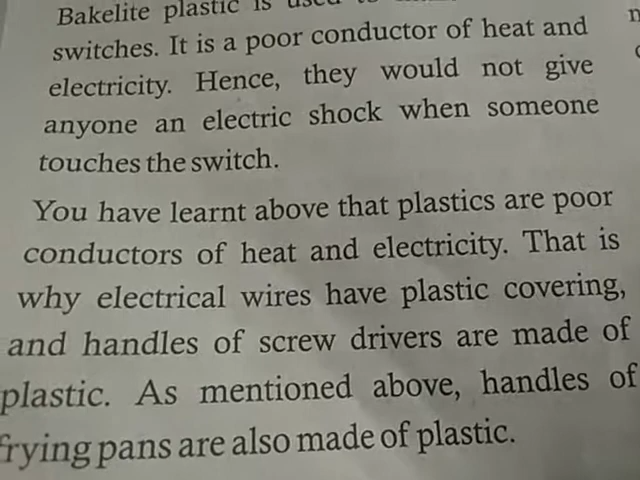 Bakelite plastic is
switches. It is a poor conductor of heat and
electricity. Hence, they would not give
anyone an electric shock when someone
touches the switch.
You have learnt above that plastics are poor
conductors of heat and electricity. That is
why electrical wires have plastic covering,
and handles of screw drivers are made of
plastic. As mentioned above, handles of
frying pans are also made of plastic.